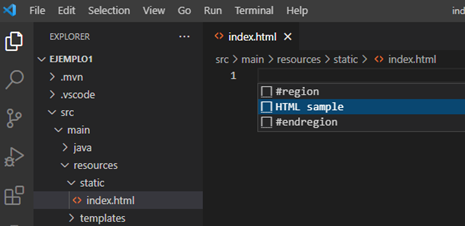 File Edit Selection View Go Run Terminal Help ind
EXPLORER ...
index.html
EJEMPLO1
src > main > resources > static > index.html
.mvn
1
.vscode
#region
src
HTML sample
main
#endregion
java
resources
static
index.html
templates